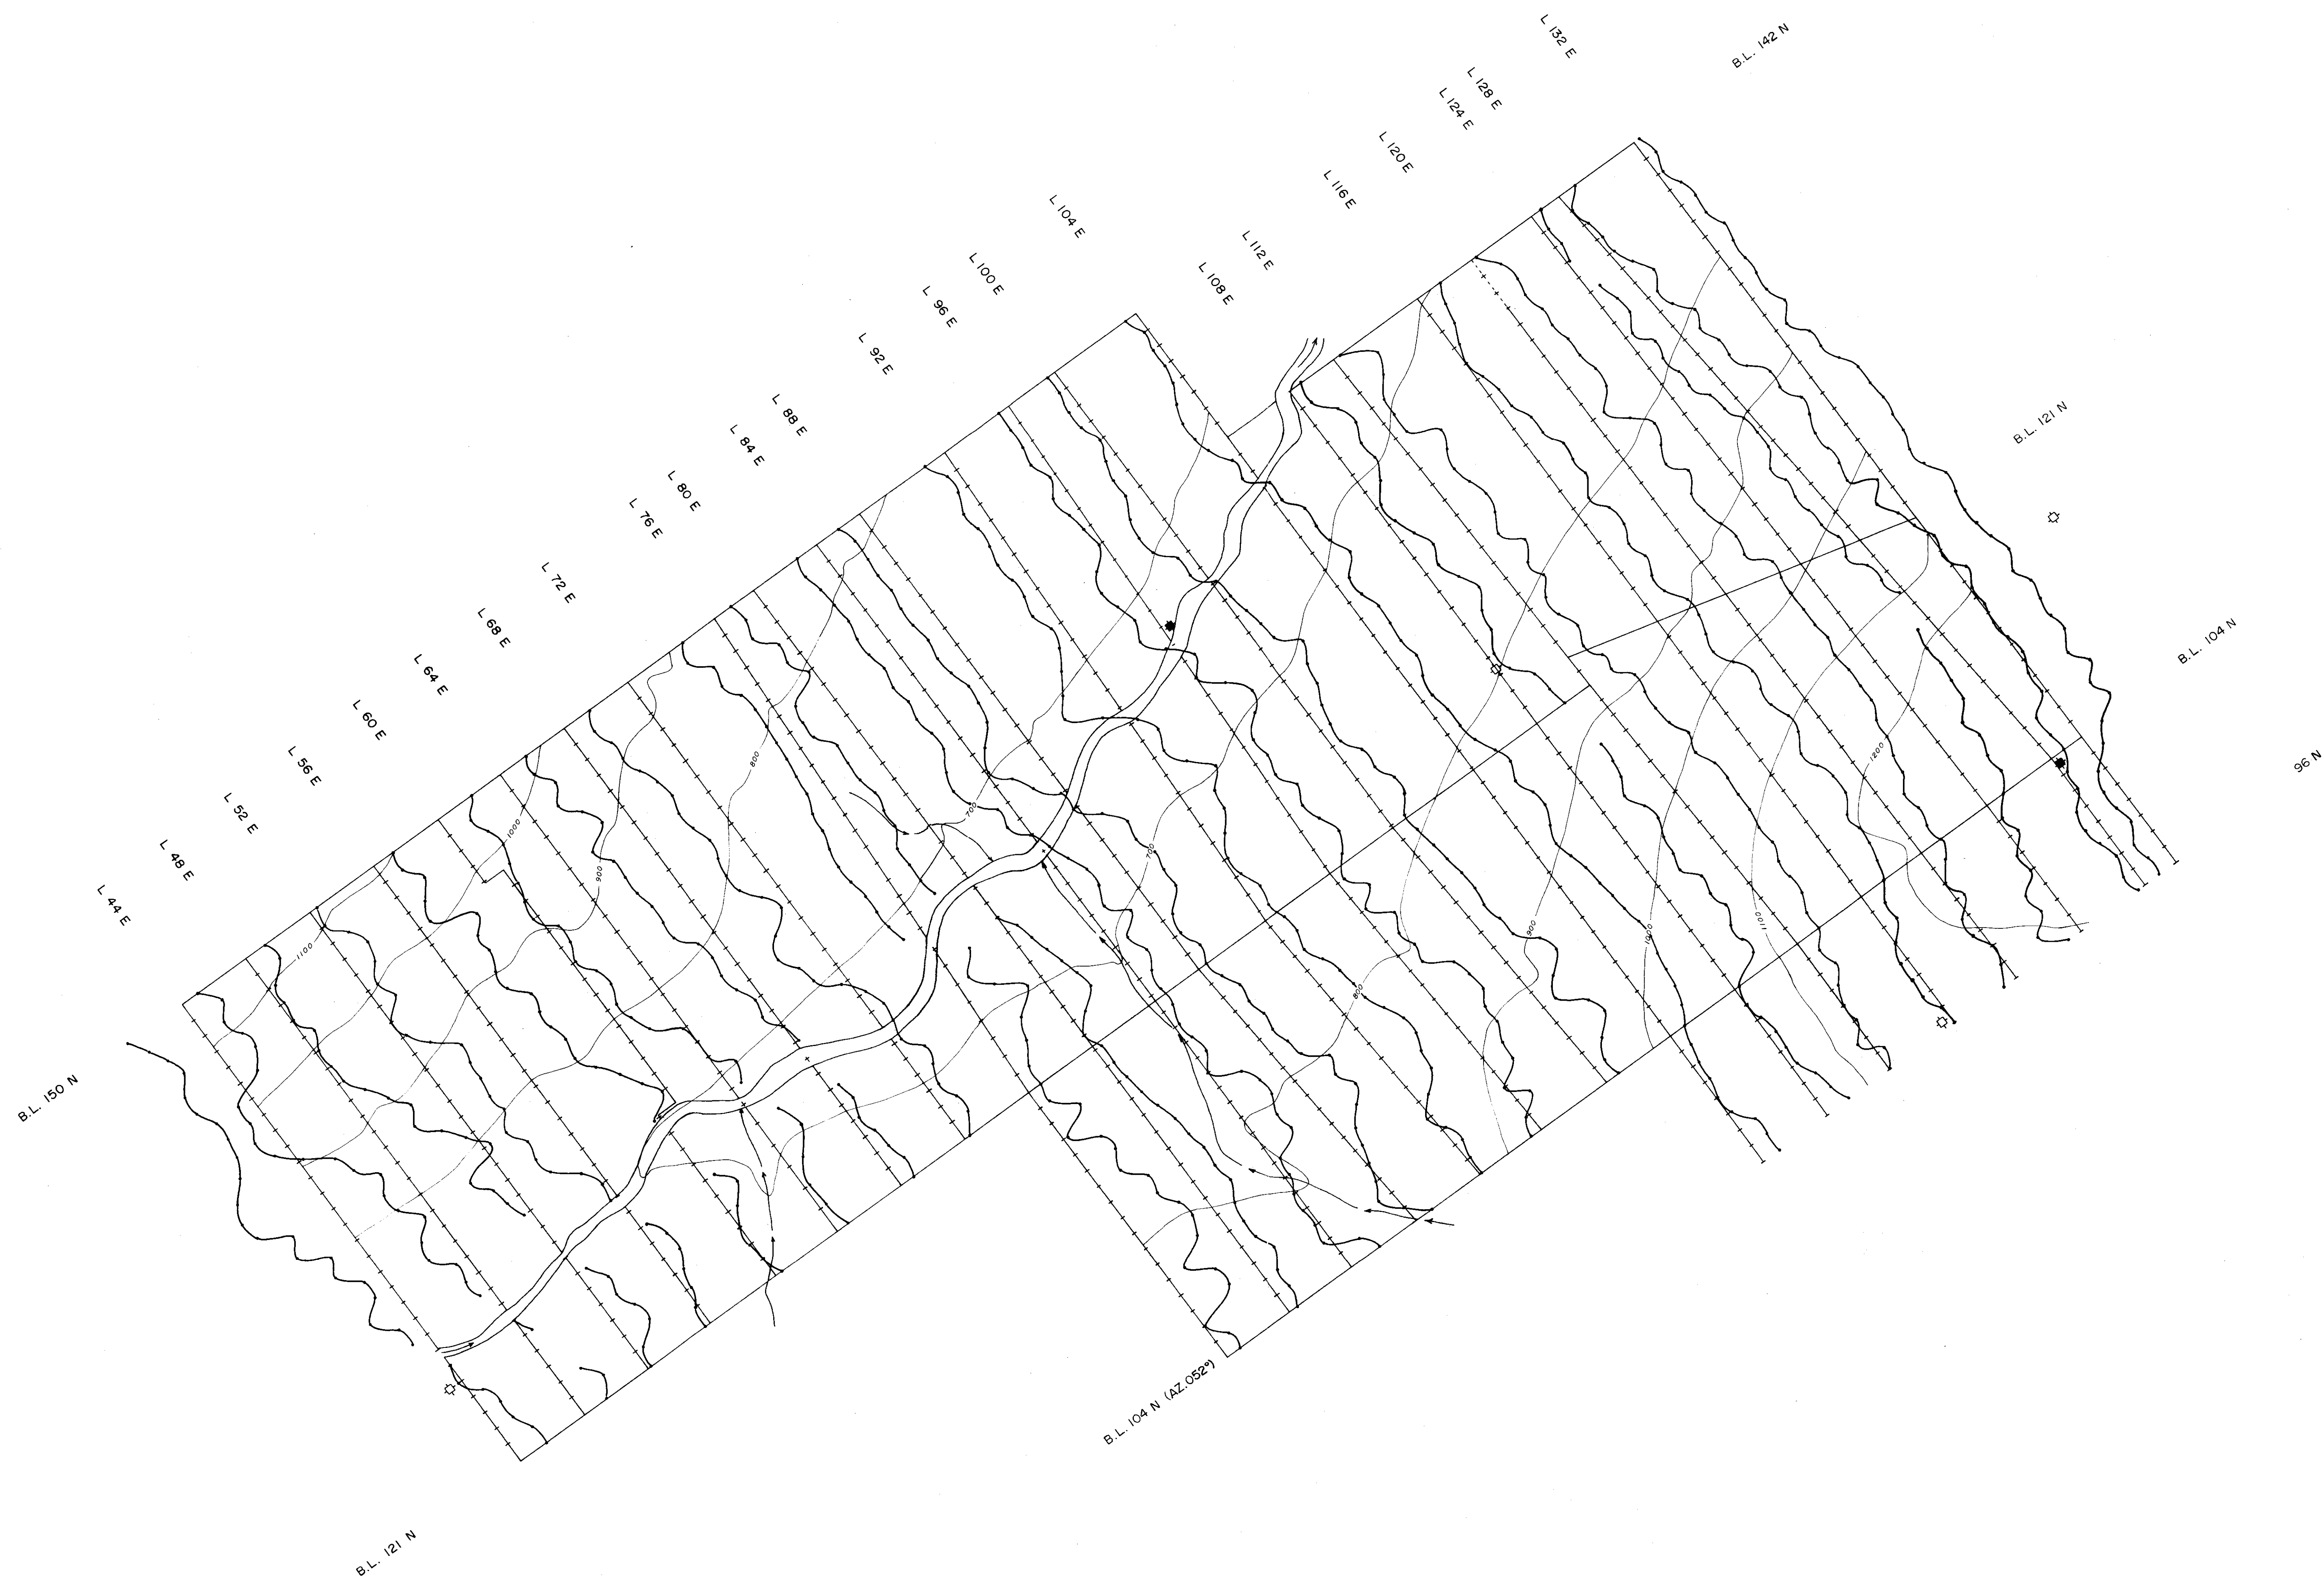 L 132 E
B.L. 142 N
L 128 E
L 124 E
L 120 E
L 116 E
L 104 E
L 112 E
L 108 E
L 100 E
L 96 E
L 92 E
L 88 E
L 84 E
L 80 E
L 76 E
L 72 E
L 68 E
L 64 E
L 60 E
L 56 E
L 52 E
L 48 E
L 44 E
B.L. 121 N
B.L. 104 N
96 N
B.L. 150 N
B.L. 104 N (AZ.052°)
B.L. 121 N
1100
1000
900
800
700
700
800
900
1000
1100
1200